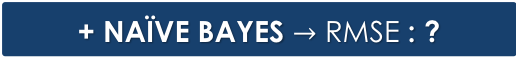 + NAÏVE BAYES → RMSE : ?